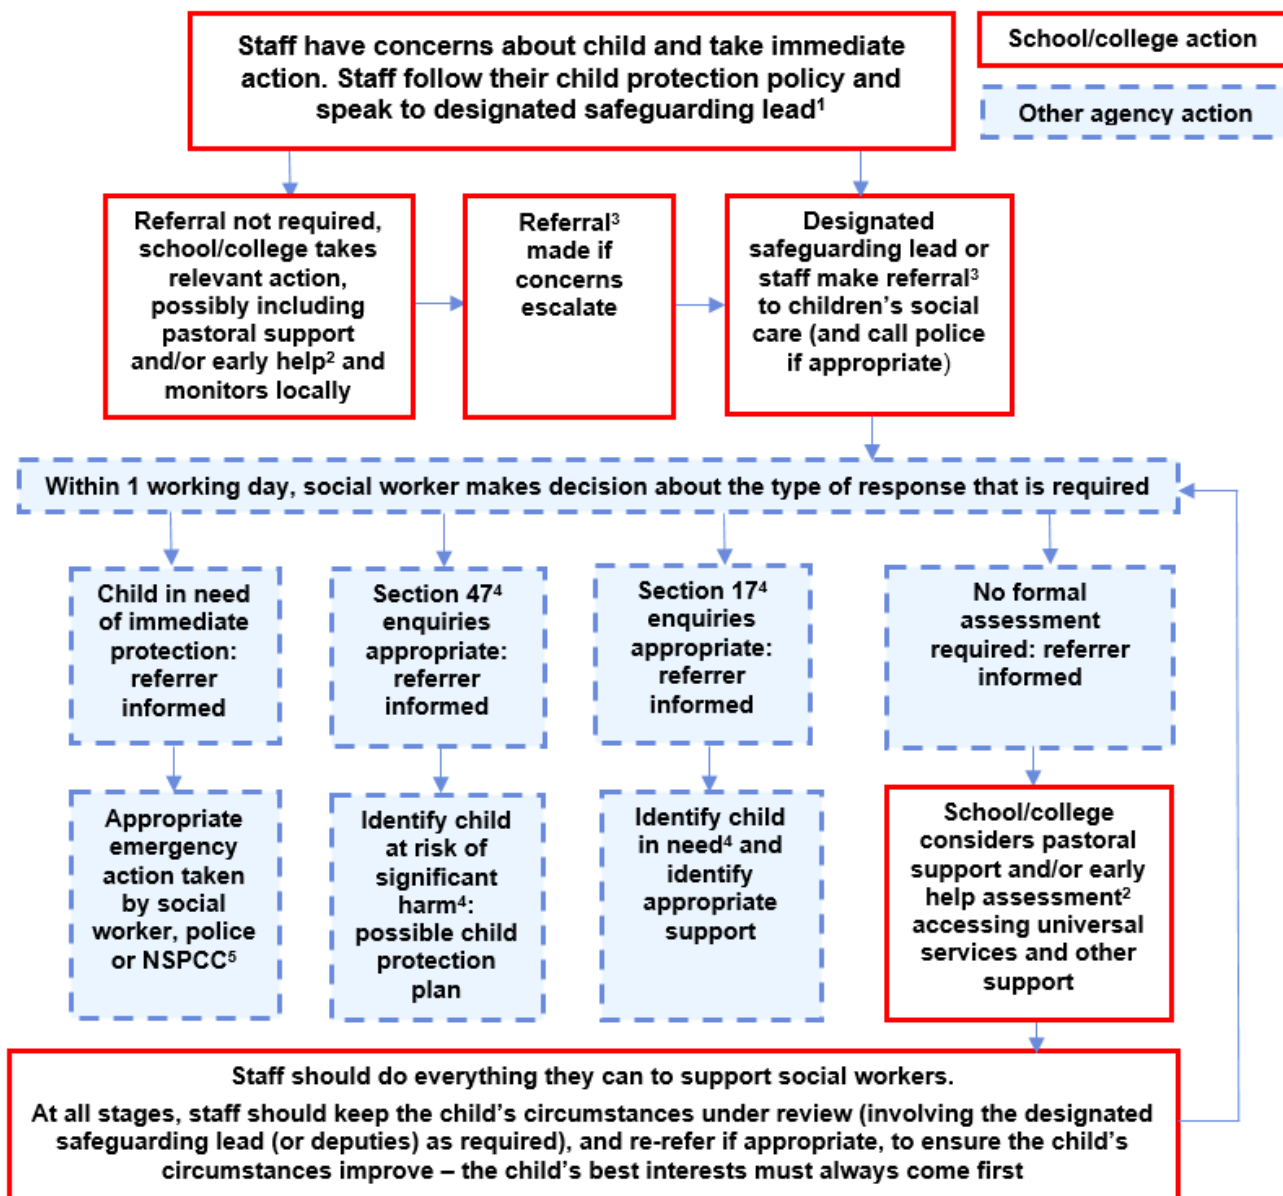 Staff have concerns about child and take immediate
action. Staff follow their child protection policy and
speak to designated safeguarding lead¹
School/college action
Other agency action
Referral not required,
school/college takes
relevant action,
possibly including
pastoral support
and/or early help² and
monitors locally
Referral³
made if
concerns
escalate
Designated
safeguarding lead or
staff make referral³
to children’s social
care (and call police
if appropriate)
Within 1 working day, social worker makes decision about the type of response that is required
Child in need
of immediate
protection:
referrer
informed
Section 47⁴
enquiries
appropriate:
referrer
informed
Section 17⁴
enquiries
appropriate:
referrer
informed
No formal
assessment
required: referrer
informed
Appropriate
emergency
action taken
by social
worker, police
or NSPCC⁵
Identify child
at risk of
significant
harm⁴:
possible child
protection
plan
Identify child
in need⁴ and
identify
appropriate
support
School/college
considers pastoral
support and/or early
help assessment²
accessing universal
services and other
support
Staff should do everything they can to support social workers.
At all stages, staff should keep the child’s circumstances under review (involving the designated
safeguarding lead (or deputies) as required), and re-refer if appropriate, to ensure the child’s
circumstances improve – the child’s best interests must always come first